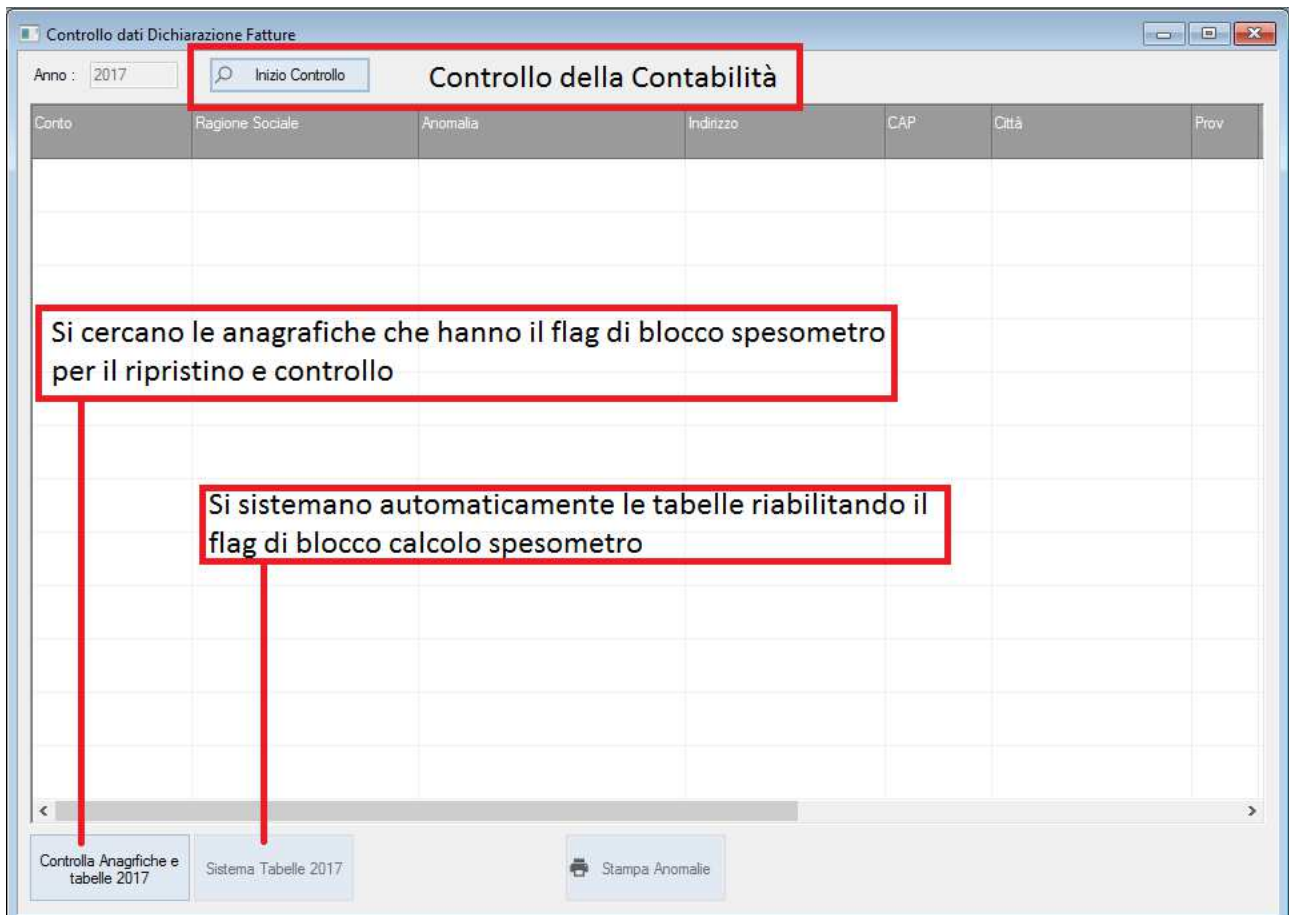 Controllo dati Dichiarazione Fatture
Anno : 2017
Inizio Controllo
Controllo della Contabilità
Conto Ragione Sociale Anomalia Indirizzo CAP Città Prov
Si cercano le anagrafiche che hanno il flag di blocco spesometro
per il ripristino e controllo
Si sistemano automaticamente le tabelle riabilitando il
flag di blocco calcolo spesometro
Controlla Anagrfiche e
tabelle 2017
Sistema Tabelle 2017
Stampa Anomalie